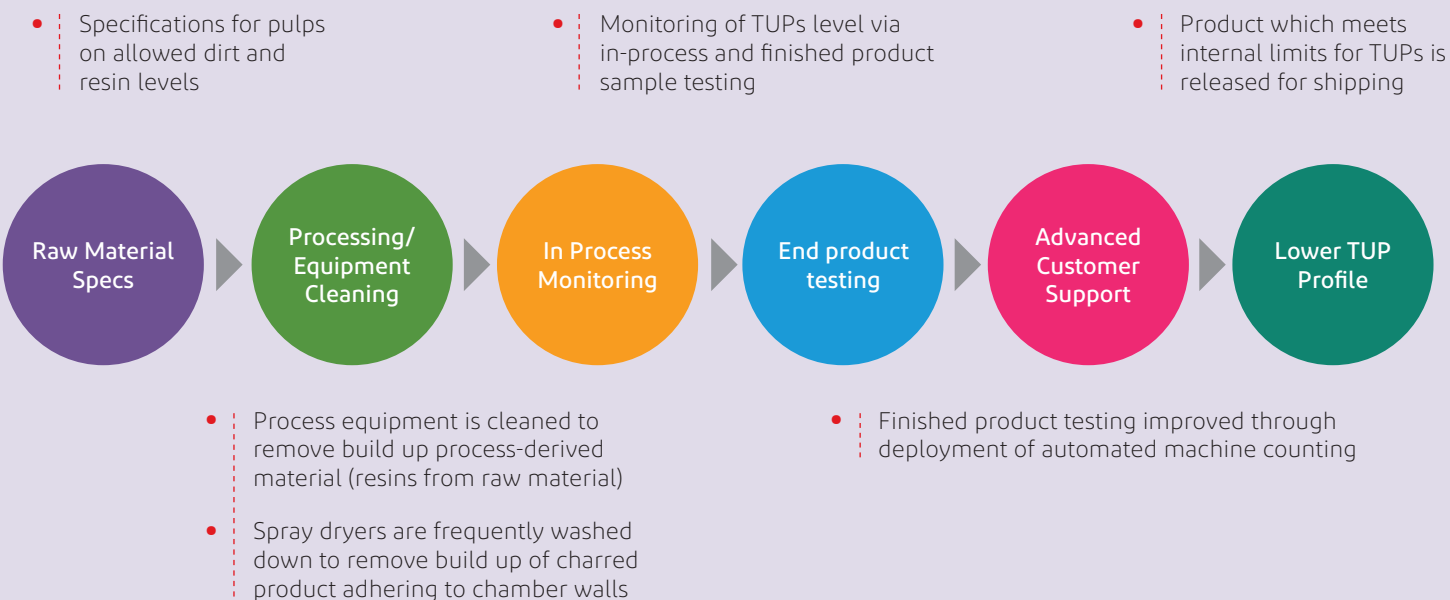 Specifications for pulps
on allowed dirt and
resin levels
Monitoring of TUPs level via
in-process and finished product
sample testing
Product which meets
internal limits for TUPs is
released for shipping
Raw Material
Specs
Processing/
Equipment
Cleaning
In Process
Monitoring
End product
testing
Advanced
Customer
Support
Lower TUP
Profile
Process equipment is cleaned to
remove build up process-derived
material (resins from raw material)
Spray dryers are frequently washed
down to remove build up of charred
product adhering to chamber walls
Finished product testing improved through
deployment of automated machine counting